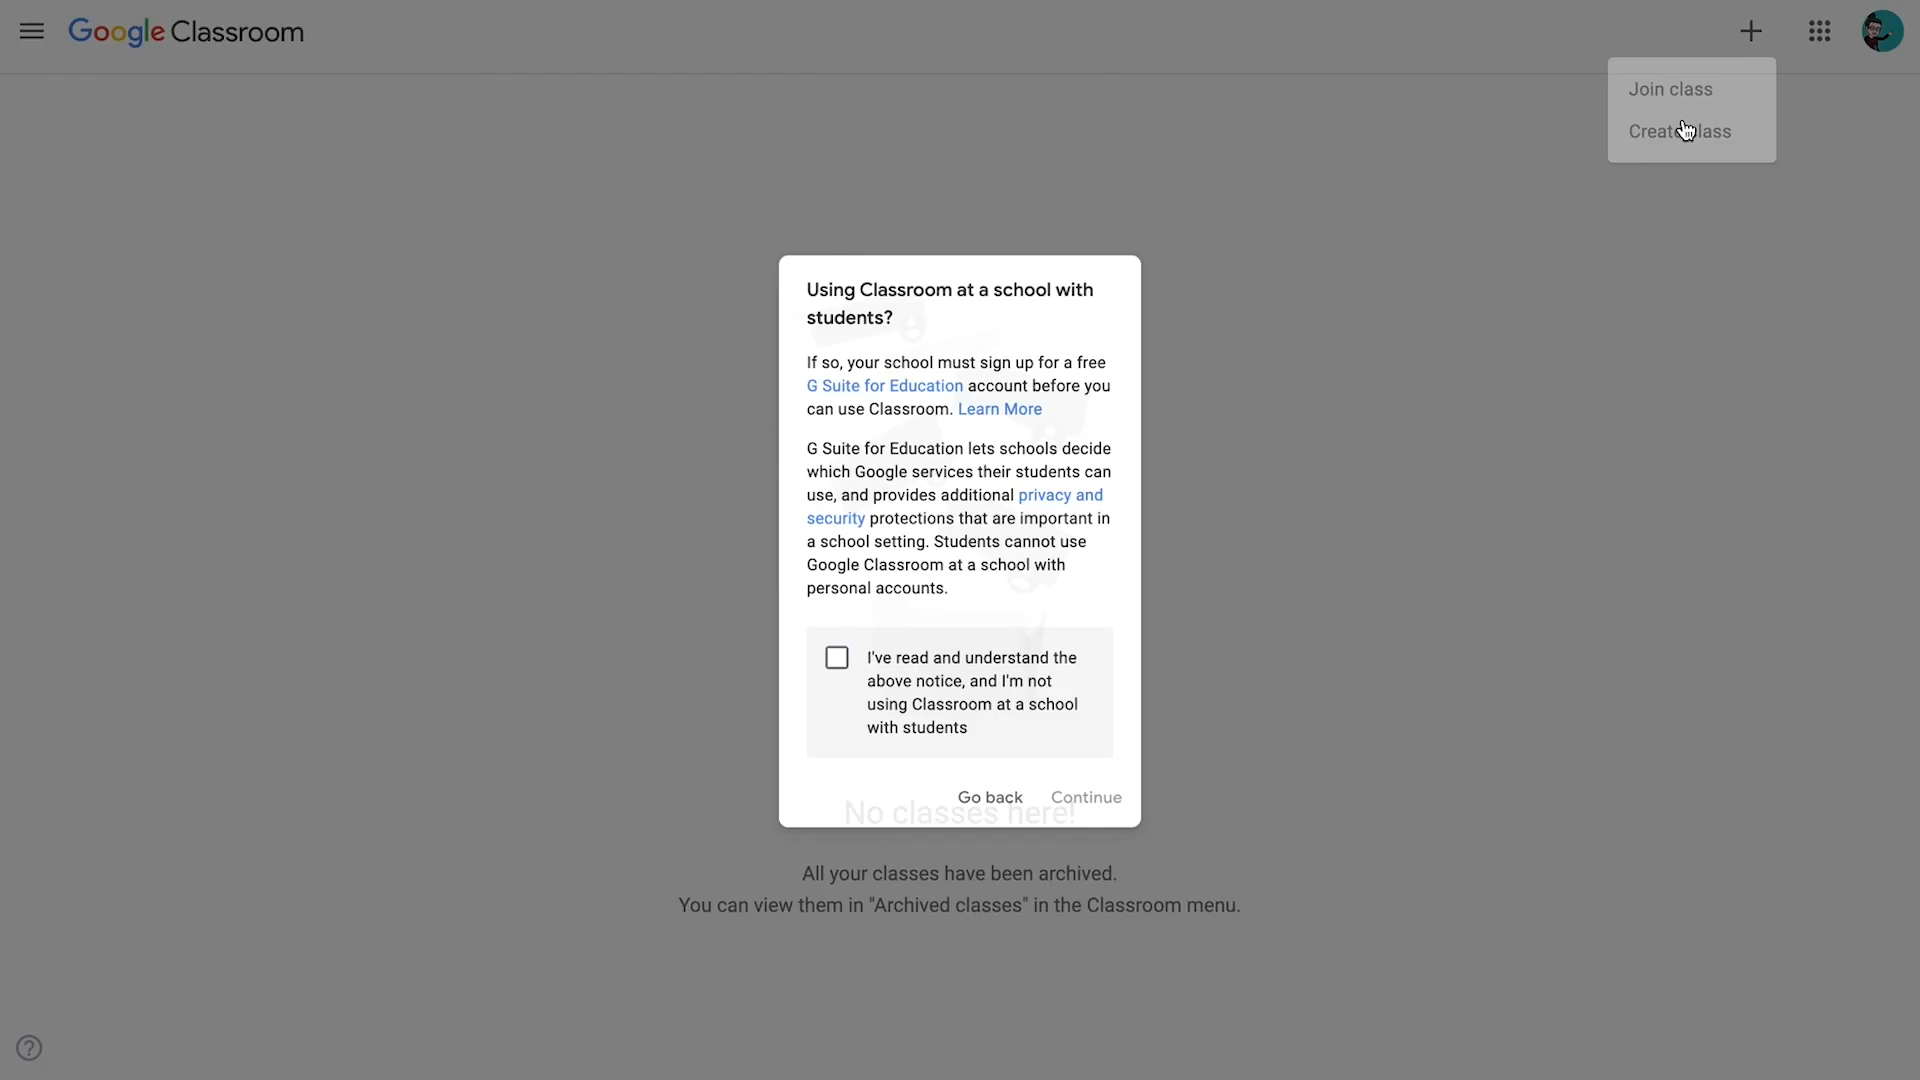 Google Classroom
Join class
Create class
Using Classroom at a school with
students?
If so, your school must sign up for a free
G Suite for Education account before you
can use Classroom. Learn More
G Suite for Education lets schools decide
which Google services their students can
use, and provides additional privacy and
security protections that are important in
a school setting. Students cannot use
Google Classroom at a school with
personal accounts.
I've read and understand the
above notice, and I'm not
using Classroom at a school
with students
Go back Continue
No classes here!
All your classes have been archived.
You can view them in "Archived classes" in the Classroom menu.